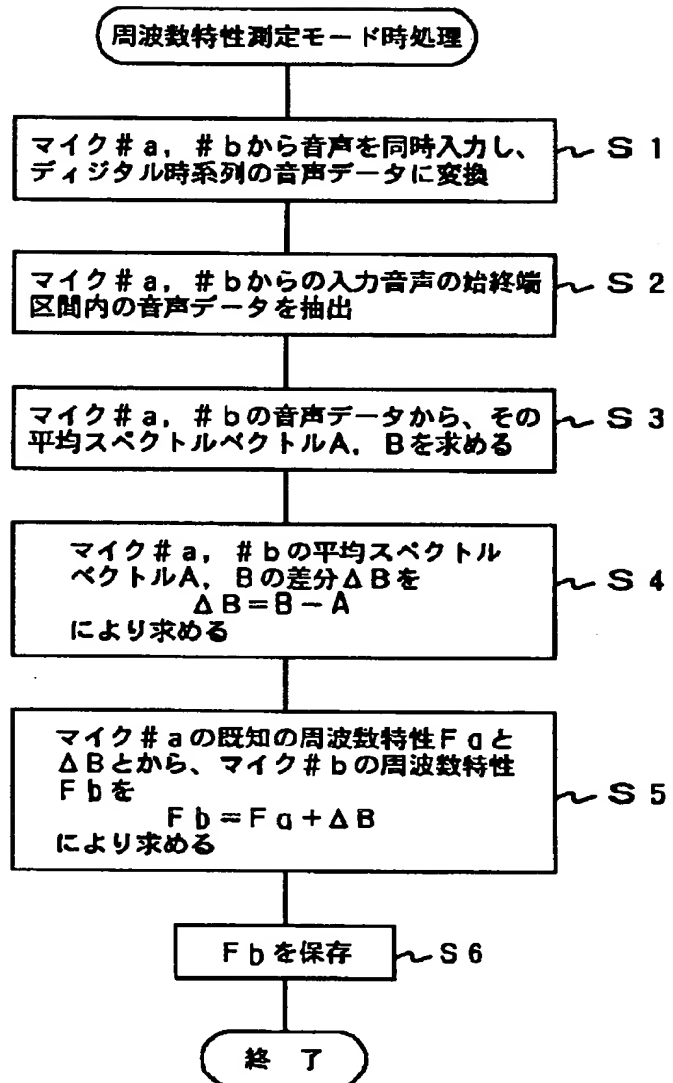 周波数特性測定モード時処理
マイク#a，#bから音声を同時入力し、
ディジタル時系列の音声データに変換
S1
マイク#a，#bからの入力音声の始終端
区間内の音声データを抽出
S2
マイク#a，#bの音声データから、その
平均スペクトルベクトルA，Bを求める
S3
マイク#a，#bの平均スペクトル
ベクトルA，Bの差分ΔBを
ΔB=B-A
により求める
S4
マイク#aの既知の周波数特性Faと
ΔBとから、マイク#bの周波数特性
Fbを
Fb=Fa+ΔB
により求める
S5
Fbを保存
S6
終了